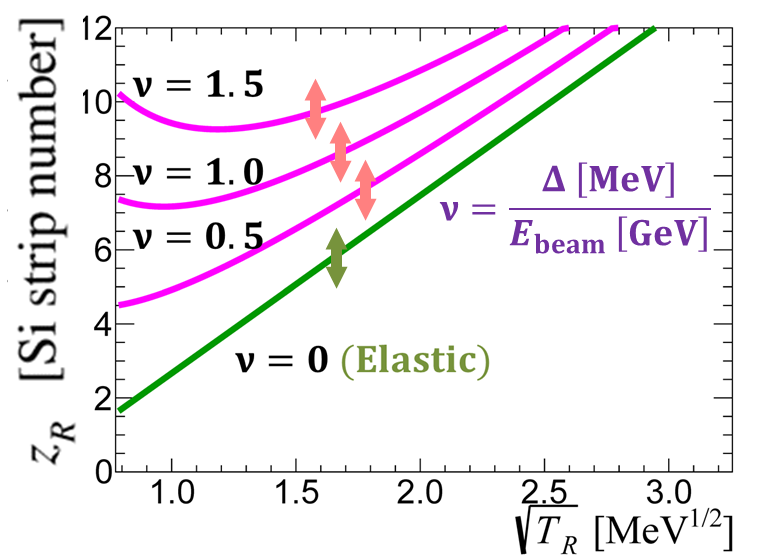 z_R [Si strip number]
12
10
8
6
4
2
0
ν = 1.5
ν = 1.0
ν = 0.5
ν = 0 (Elastic)
ν = Δ [MeV] / E_beam [GeV]
1.0 1.5 2.0 2.5 3.0
√T_R [MeV^1/2]